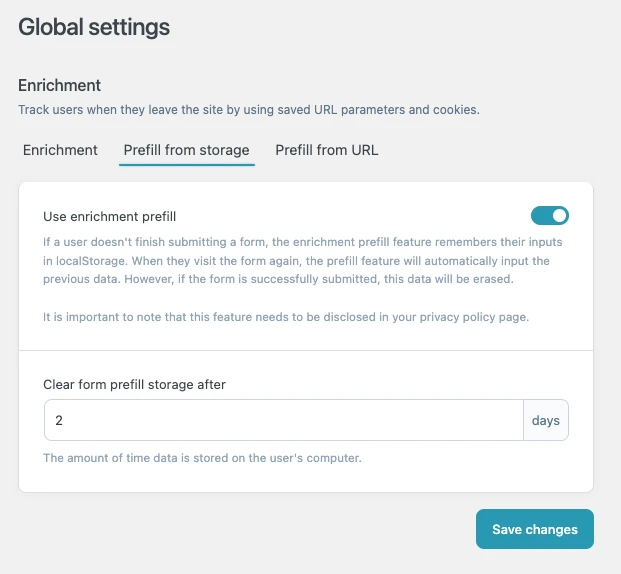 Global settings
Enrichment
Track users when they leave the site by using saved URL parameters and cookies.
Enrichment Prefill from storage Prefill from URL
Use enrichment prefill
If a user doesn't finish submitting a form, the enrichment prefill feature remembers their inputs
in localStorage. When they visit the form again, the prefill feature will automatically input the
previous data. However, if the form is successfully submitted, this data will be erased.
It is important to note that this feature needs to be disclosed in your privacy policy page.
Clear form prefill storage after
2 days
The amount of time data is stored on the user's computer.
Save changes